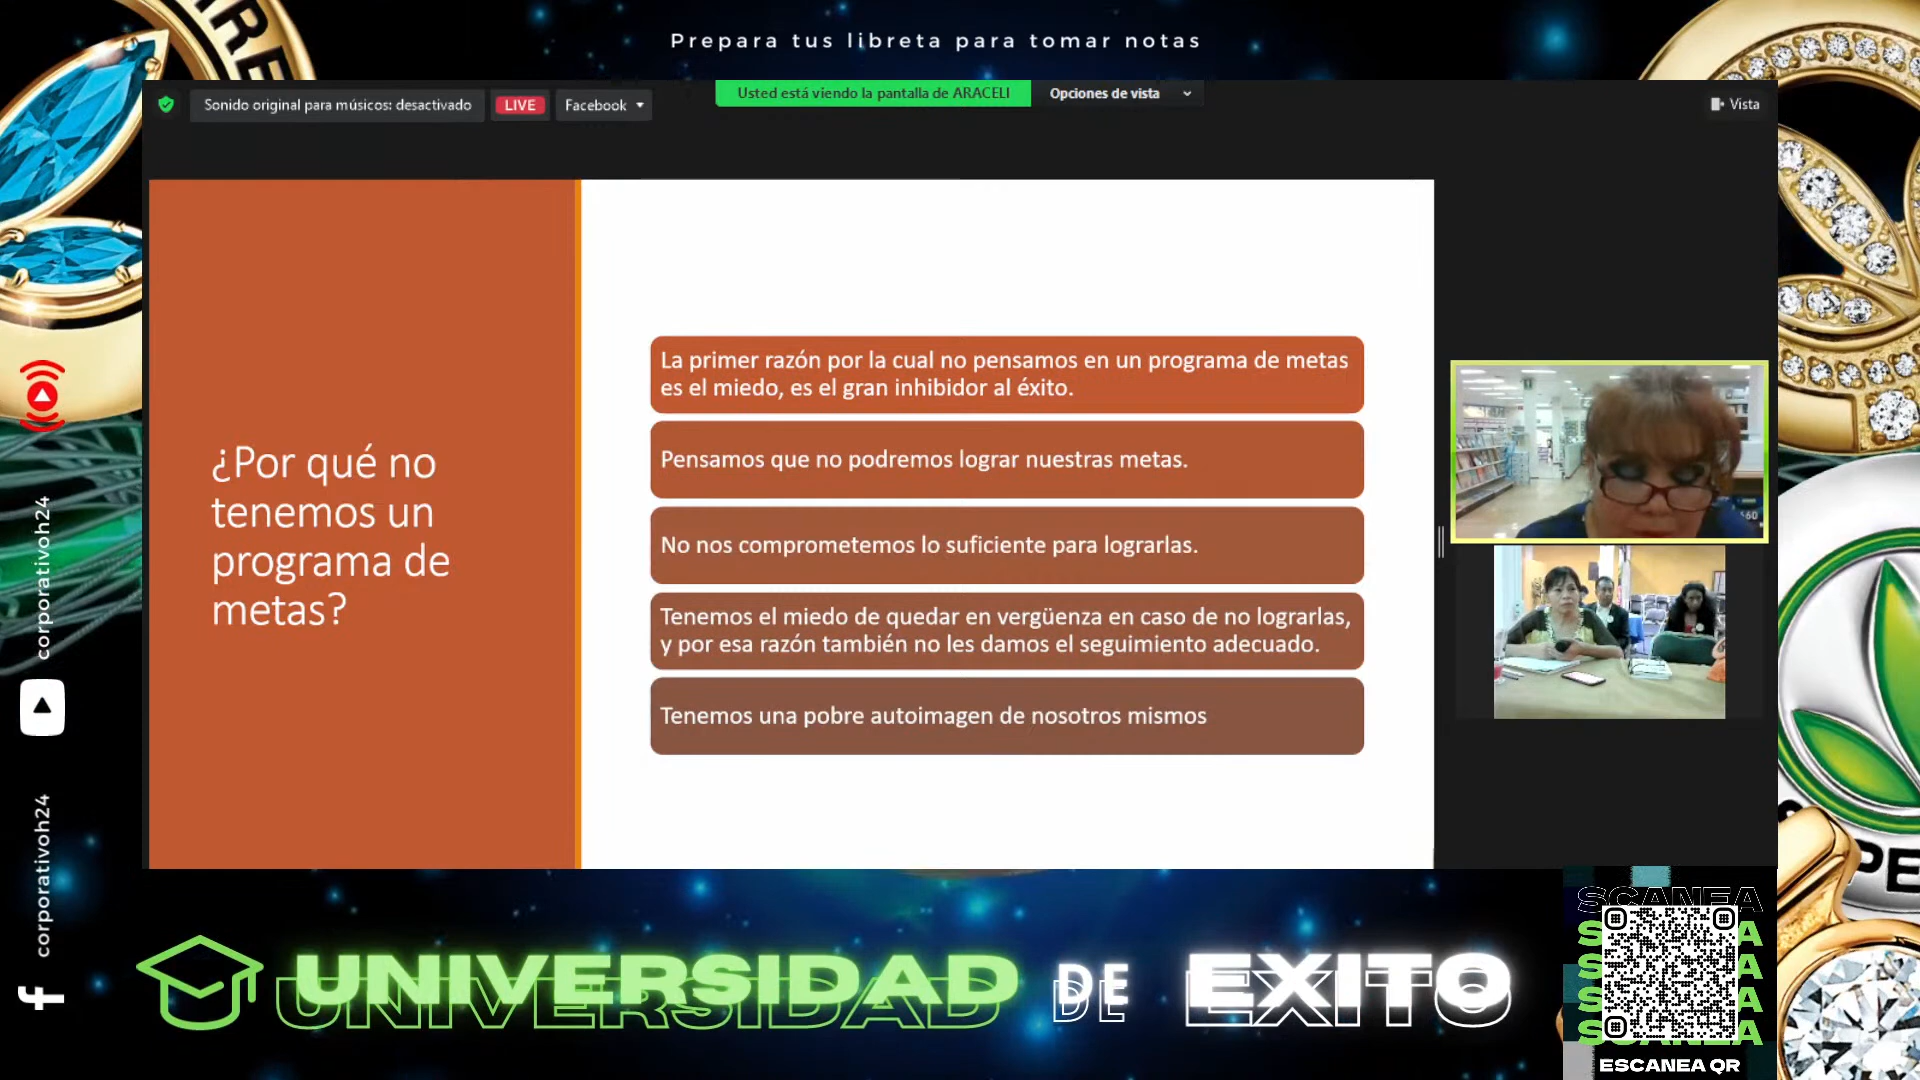 Prepara tus libreta para tomar notas
Sonido original para músicos: desactivado
LIVE
Facebook
Usted está viendo la pantalla de ARACELI
Opciones de vista
Vista
¿Por qué no
tenemos un
programa de
metas?
La primer razón por la cual no pensamos en un programa de metas
es el miedo, es el gran inhibidor al éxito.
Pensamos que no podremos lograr nuestras metas.
No nos comprometemos lo suficiente para lograrlas.
Tenemos el miedo de quedar en vergüenza en caso de no lograrlas,
y por esa razón también no les damos el seguimiento adecuado.
Tenemos una pobre autoimagen de nosotros mismos
corporativoh24
corporativoh24
UNIVERSIDAD DE EXITO
SCANEA
ESCANEA QR